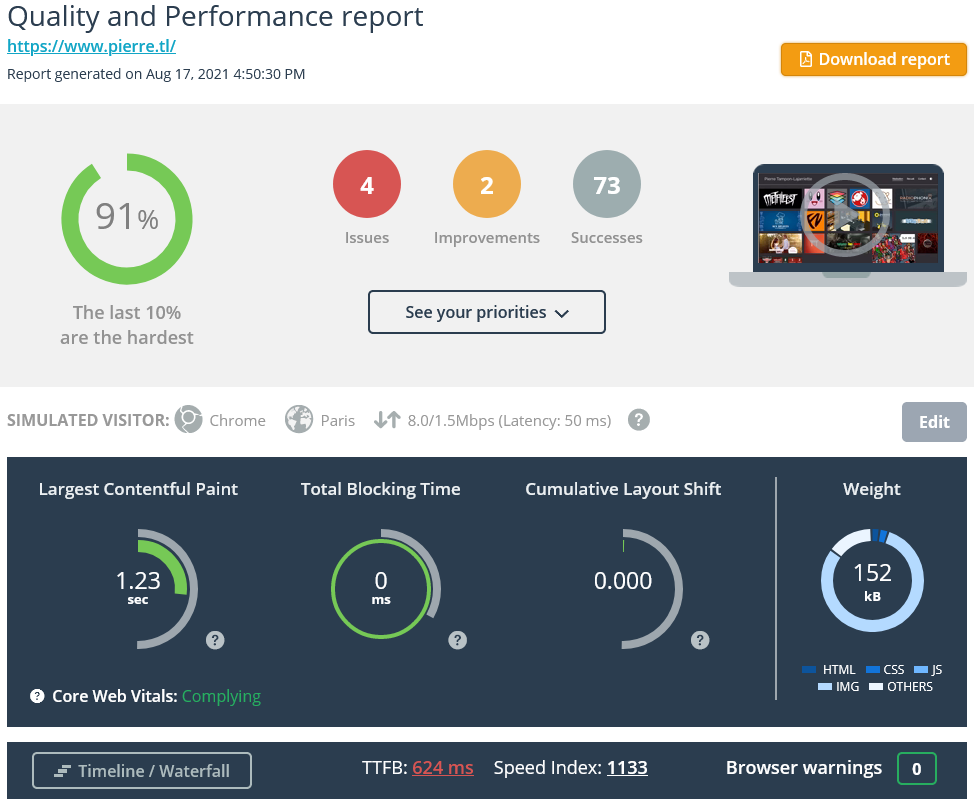 Quality and Performance report
https://www.pierre.tl/
Report generated on Aug 17, 2021 4:50:30 PM
Download report
91%
The last 10%
are the hardest
4
Issues
2
Improvements
73
Successes
See your priorities
SIMULATED VISITOR: Chrome Paris 8.0/1.5Mbps (Latency: 50 ms) ?
Edit
Largest Contentful Paint
1.23
sec
?
Total Blocking Time
0
ms
?
Cumulative Layout Shift
0.000
?
Weight
152
kB
HTML CSS JS
IMG OTHERS
? Core Web Vitals: Complying
Timeline / Waterfall
TTFB: 624 ms Speed Index: 1133
Browser warnings 0